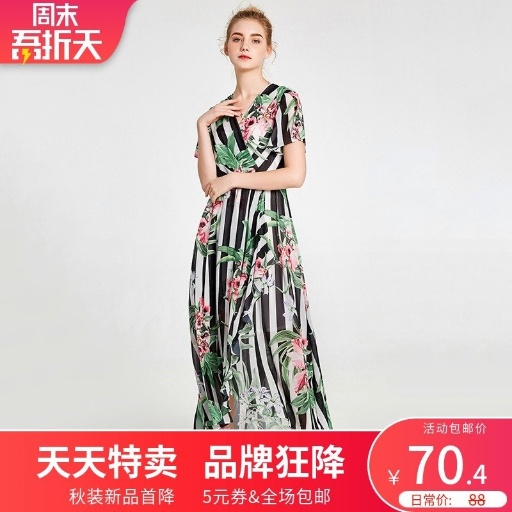 周末
吾折天
天天特卖
品牌狂降
秋装新品首降
5元券&全场包邮
活动包邮价
¥70.4
日常价: 88